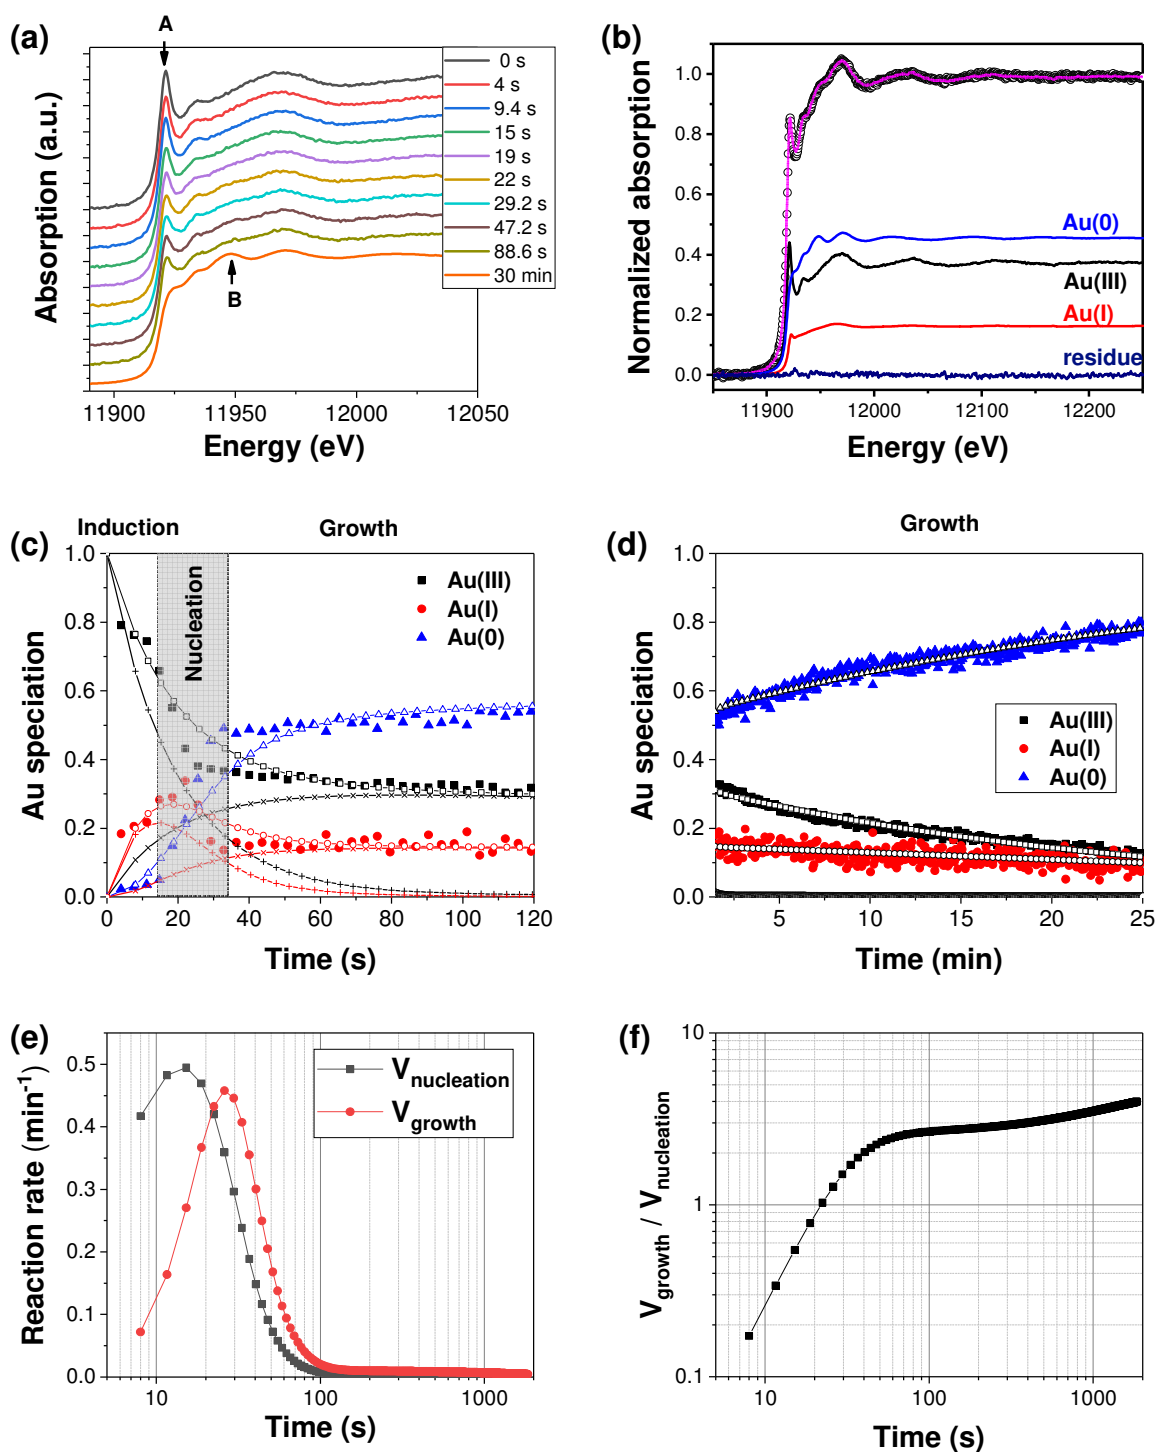 (a)
A
B
0 s
4 s
9.4 s
15 s
19 s
22 s
29.2 s
47.2 s
88.6 s
30 min
Absorption (a.u.)
11900 11950 12000 12050
Energy (eV)
(b)
1.0
0.8
0.6
0.4
0.2
0.0
Normalized absorption
Au(0)
Au(III)
Au(I)
residue
11900 12000 12100 12200
Energy (eV)
(c)
Induction
Growth
Nucleation
Au(III)
Au(I)
Au(0)
1.0
0.8
0.6
0.4
0.2
0.0
Au speciation
0 20 40 60 80 100 120
Time (s)
(d)
Growth
1.0
0.8
0.6
0.4
0.2
0.0
Au speciation
Au(III)
Au(I)
Au(0)
5 10 15 20 25
Time (min)
(e)
0.5
0.4
0.3
0.2
0.1
0.0
Reaction rate (min-1)
Vnucleation
Vgrowth
10 100 1000
Time (s)
(f)
10
1
0.1
Vgrowth / Vnucleation
10 100 1000
Time (s)